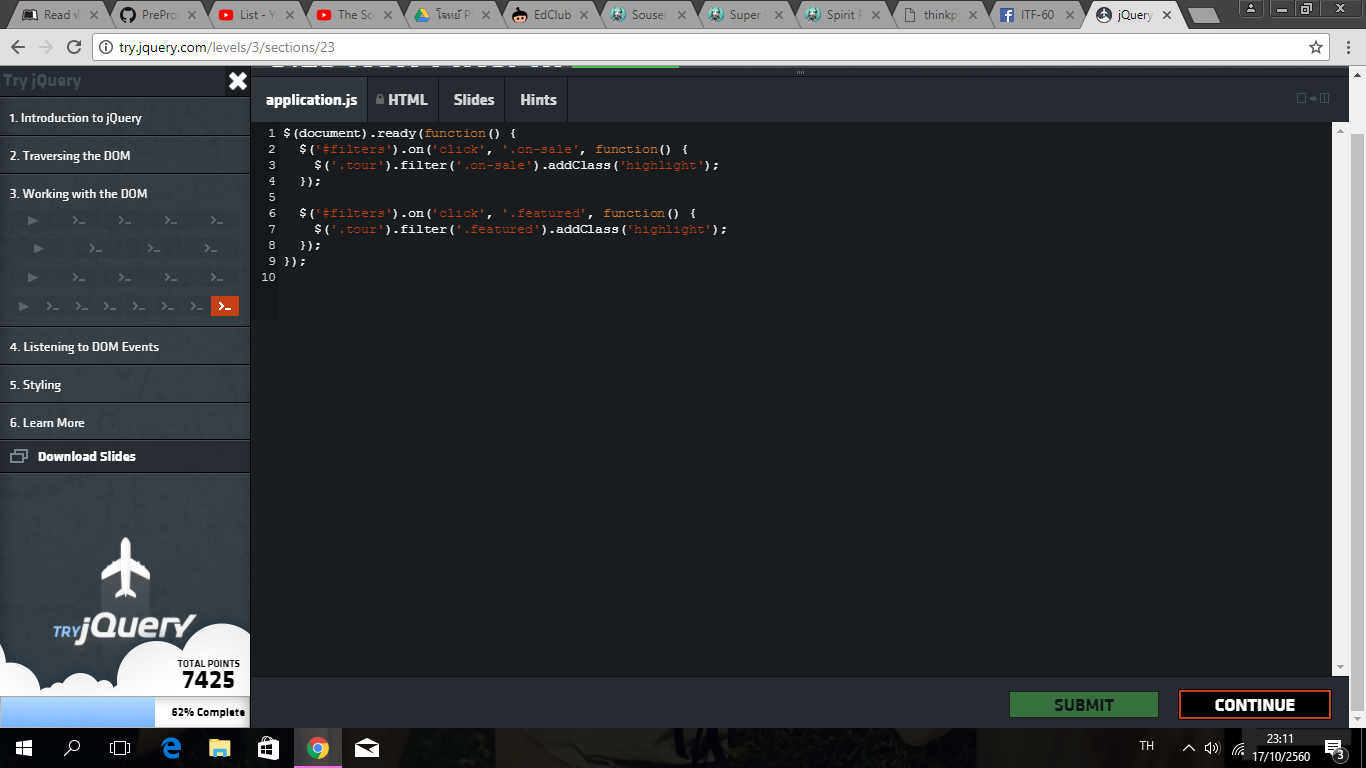 Read
PrePro
List - Y
The Sc
โจทย์ P
EdClub
Souse
Super
Spirit F
thinkp
ITF-60
jQuery
try.jquery.com/levels/3/sections/23
Try jQuery
1. Introduction to jQuery
2. Traversing the DOM
3. Working with the DOM
4. Listening to DOM Events
5. Styling
6. Learn More
Download Slides
TRY jQuery
TOTAL POINTS
7425
62% Complete
application.js HTML Slides Hints
1 $(document).ready(function() {
2 $('#filters').on('click', '.on-sale', function() {
3 $('.tour').filter('.on-sale').addClass('highlight');
4 });
5
6 $('#filters').on('click', '.featured', function() {
7 $('.tour').filter('.featured').addClass('highlight');
8 });
9 });
10
SUBMIT CONTINUE
TH
23:11
17/10/2560
3